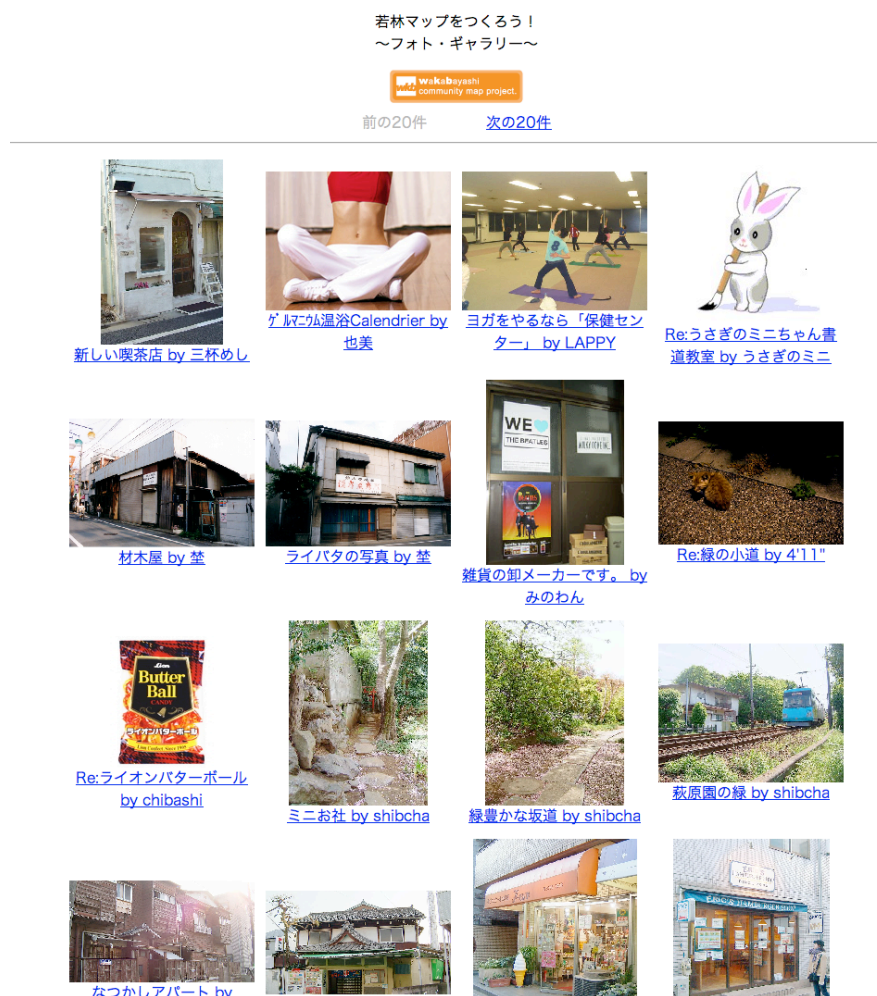 若林マップをつくろう！
〜フォト・ギャラリー〜
wkb wakabayashi
community map project.
前の20件 次の20件
新しい喫茶店 by 三杯めし
ｹﾞﾙﾏﾆｳﾑ温浴Calendrier by
也美
ヨガをやるなら「保健セン
ター」 by LAPPY
Re:うさぎのミニちゃん書
道教室 by うさぎのミニ
WE
THE BEATLES
材木屋 by 埜
ライバタの写真 by 埜
雑貨の卸メーカーです。 by
みのわん
Re:緑の小道 by 4'11"
Lion
Butter
Ball
CANDY
ライオンバターボール
Re:ライオンバターボール
by chibashi
ミニお社 by shibcha
緑豊かな坂道 by shibcha
萩原園の緑 by shibcha
なつかしアパート by